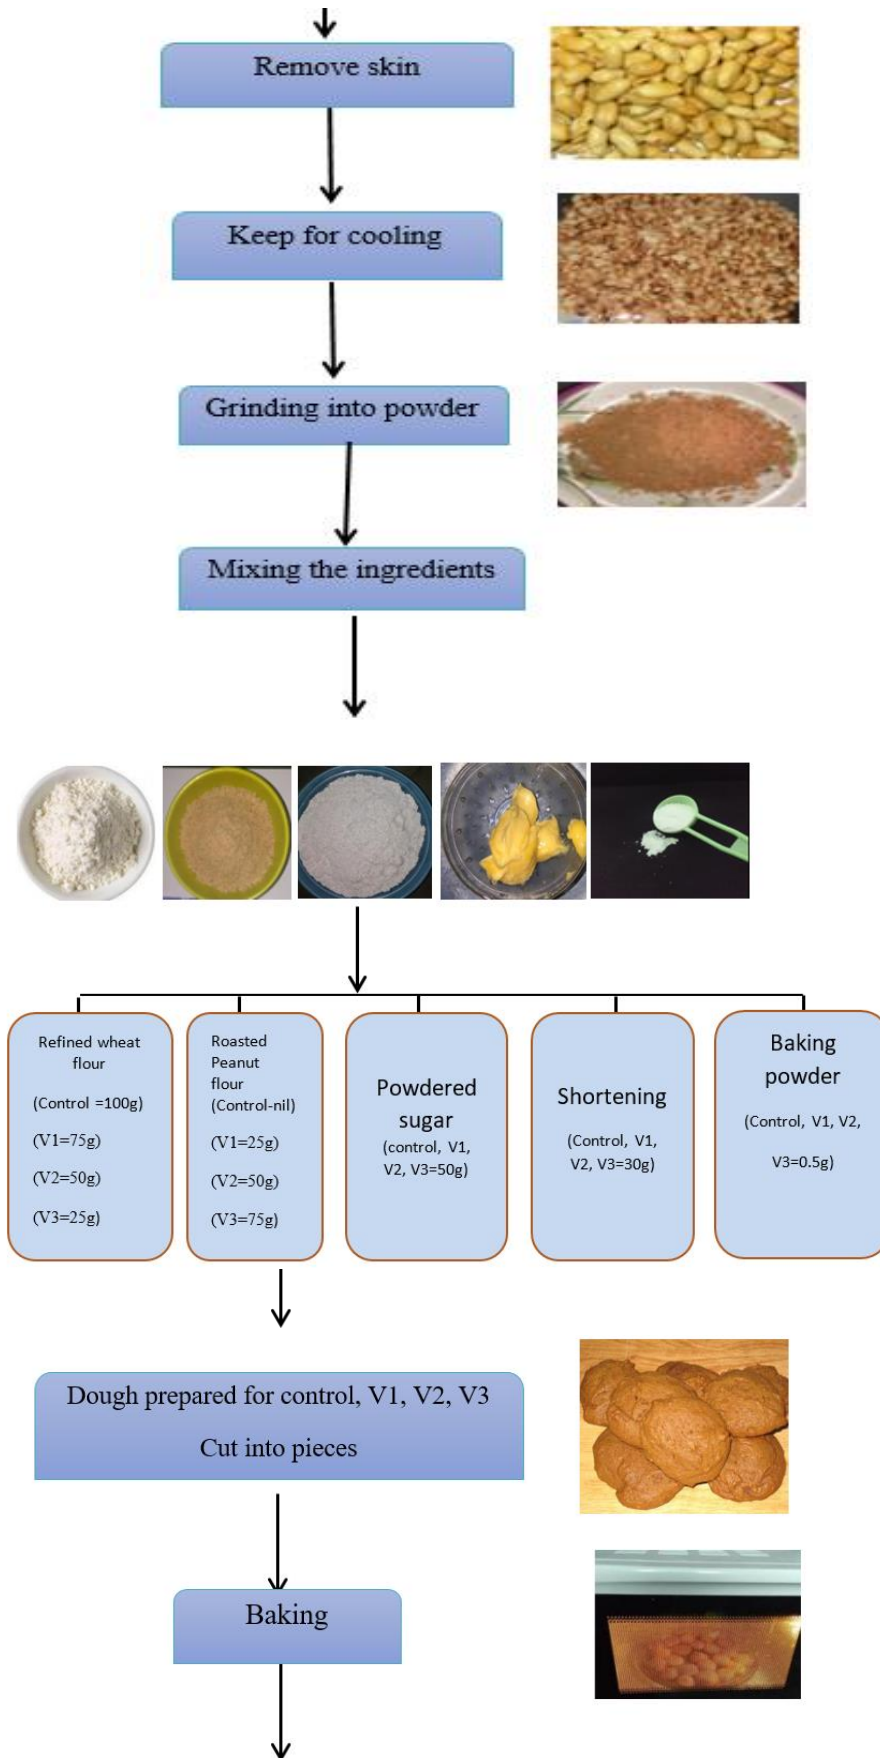 Remove skin
Keep for cooling
Grinding into powder
Mixing the ingredients
Refined wheat
flour
(Control =100g)
(V1=75g)
(V2=50g)
(V3=25g)
Roasted
Peanut
flour
(Control-nil)
(V1=25g)
(V2=50g)
(V3=75g)
Powdered
sugar
(control, V1,
V2, V3=50g)
Shortening
(Control, V1,
V2, V3=30g)
Baking
powder
(Control, V1, V2,
V3=0.5g)
Dough prepared for control, V1, V2, V3
Cut into pieces
Baking